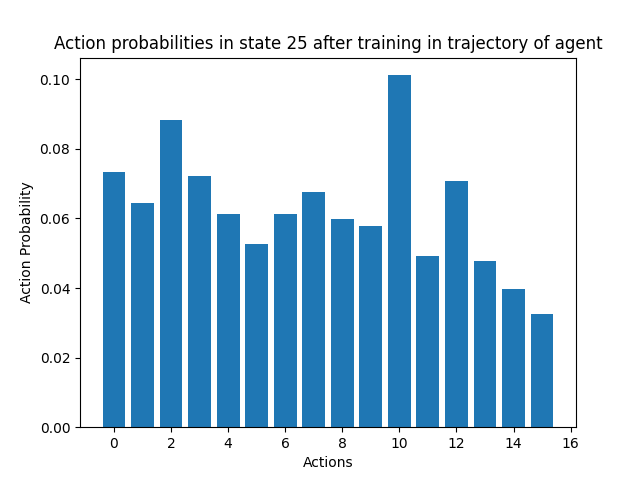 Action probabilities in state 25 after training in trajectory of agent
0.10
0.08
0.06
0.04
0.02
0.00
Action Probability
0 2 4 6 8 10 12 14 16
Actions